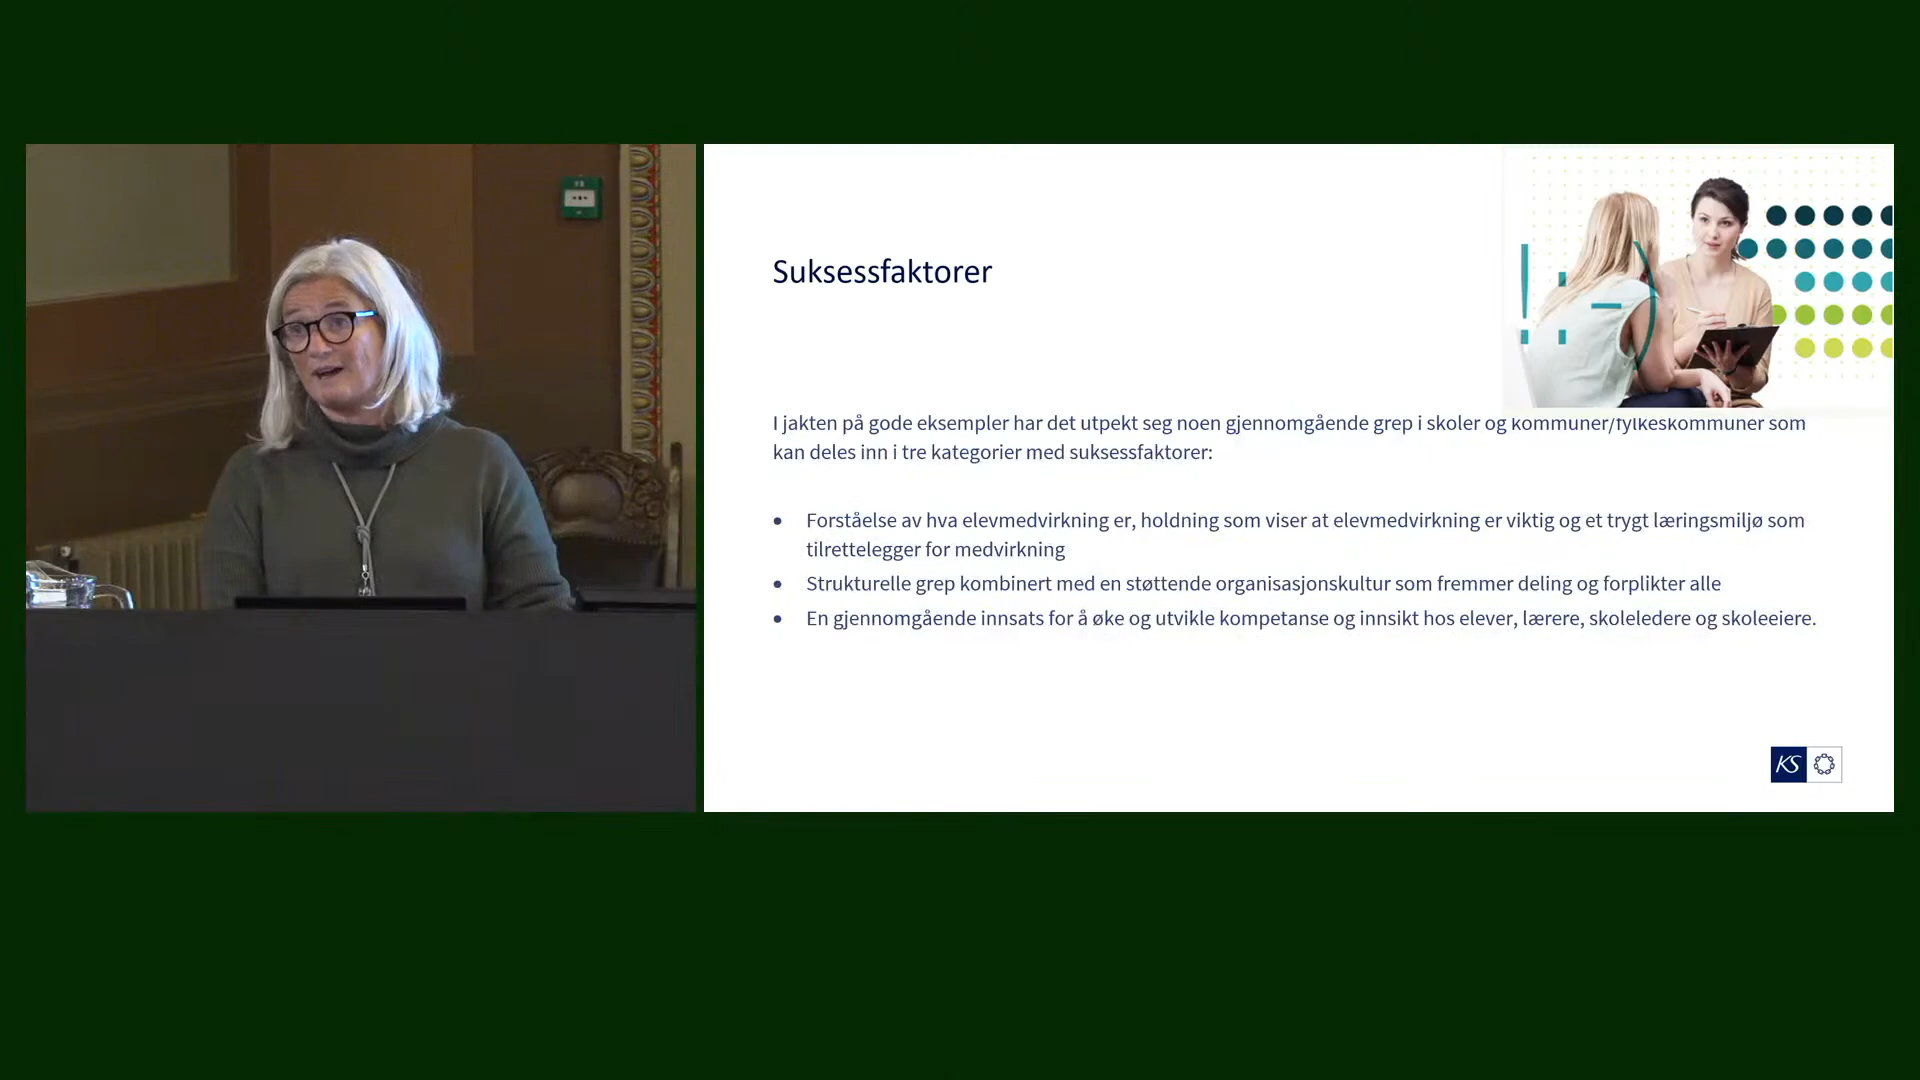 Suksessfaktorer
I jakten på gode eksempler har det utpekt seg noen gjennomgående grep i skoler og kommuner/fylkeskommuner som
kan deles inn i tre kategorier med suksessfaktorer:
• Forståelse av hva elevmedvirkning er, holdning som viser at elevmedvirkning er viktig og et trygt læringsmiljø som
tilrettelegger for medvirkning
• Strukturelle grep kombinert med en støttende organisasjonskultur som fremmer deling og forplikter alle
• En gjennomgående innsats for å øke og utvikle kompetanse og innsikt hos elever, lærere, skoleledere og skoleeiere.
KS